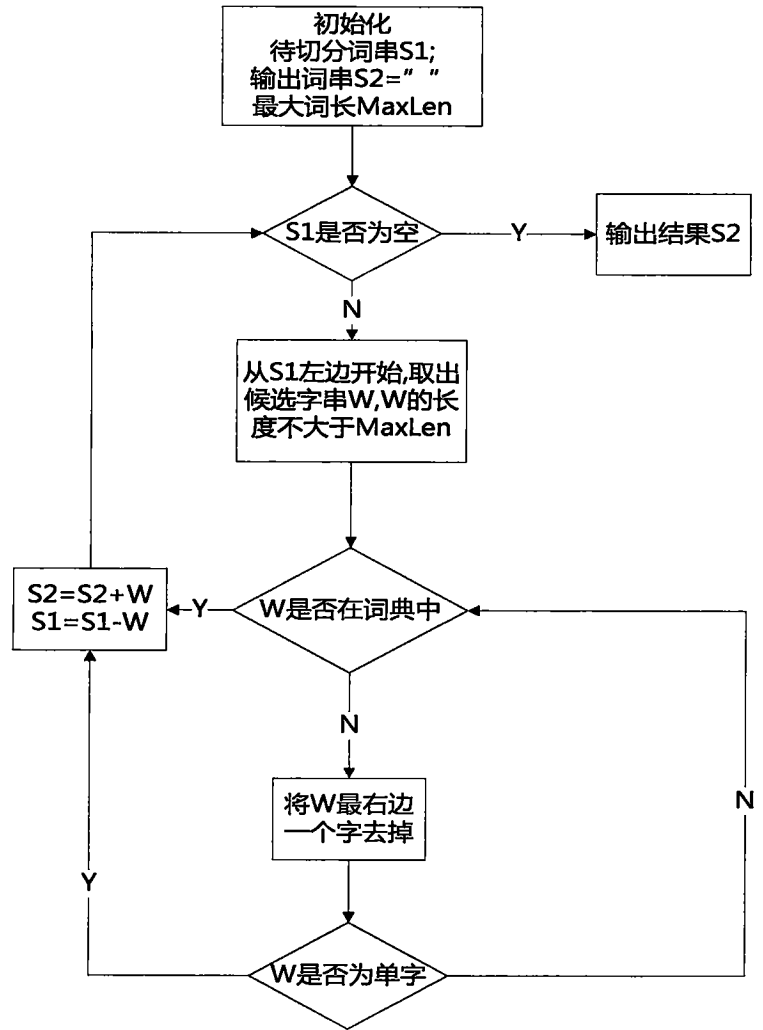 初始化
待切分词串S1;
输出词串S2=” ”
最大词长MaxLen
S1是否为空
Y
输出结果S2
N
从S1左边开始,取出
候选字串W,W的长
度不大于MaxLen
S2=S2+W
S1=S1-W
Y
W是否在词典中
N
将W最右边
一个字去掉
N
Y
W是否为单字